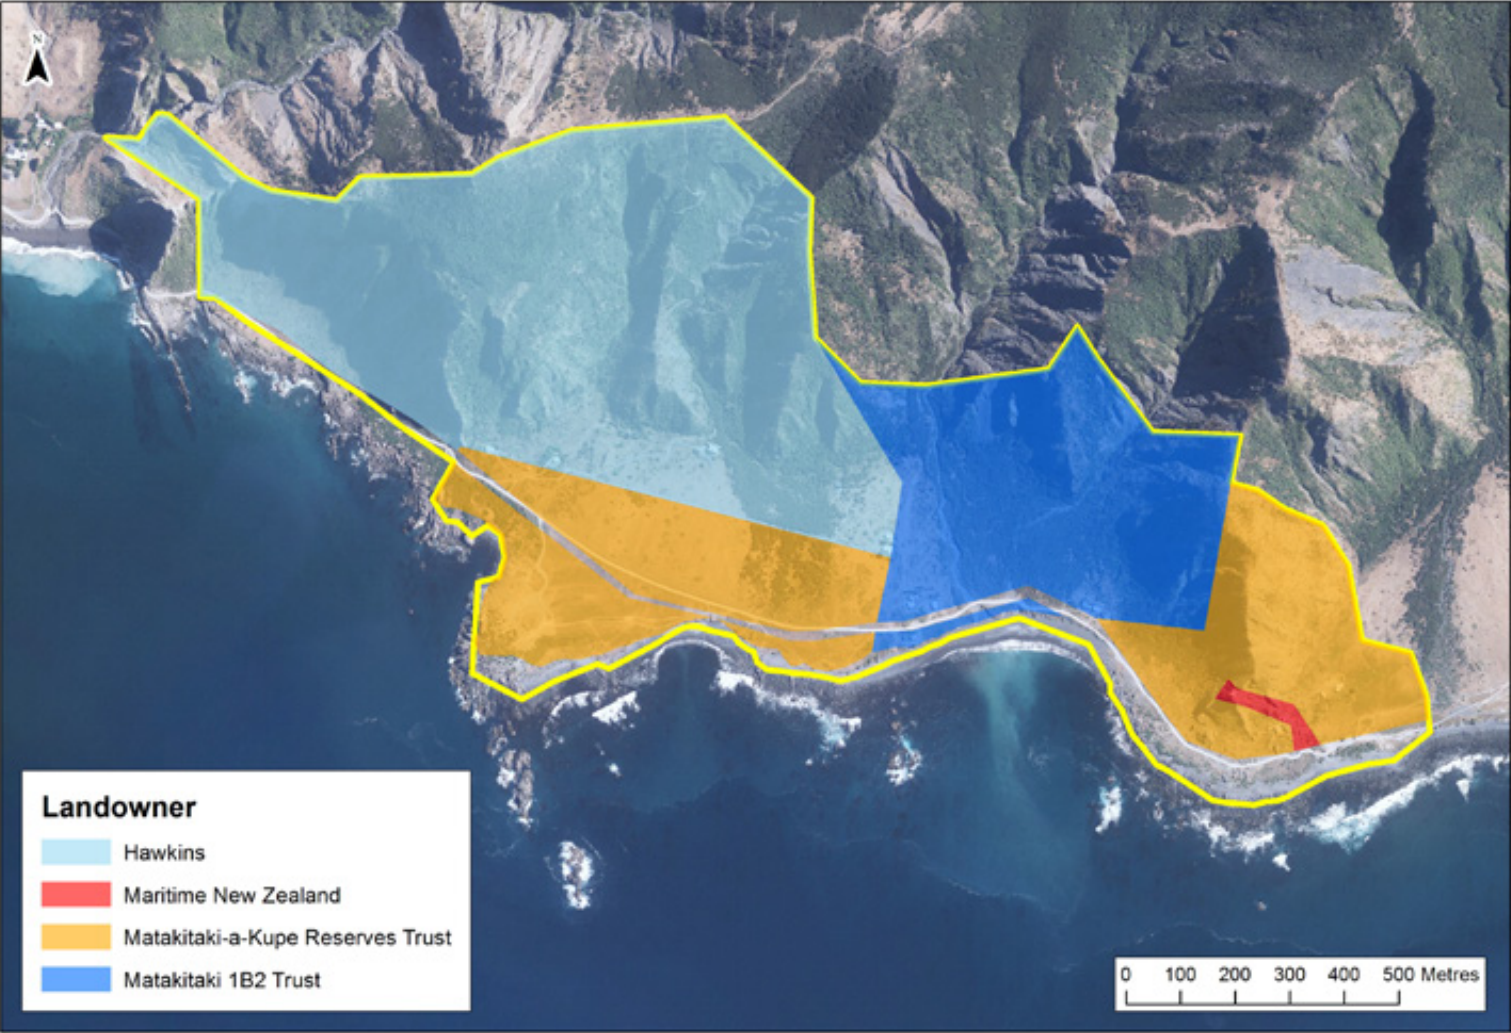 N
Landowner
Hawkins
Maritime New Zealand
Matakitaki-a-Kupe Reserves Trust
Matakitaki 1B2 Trust
0 100 200 300 400 500 Metres